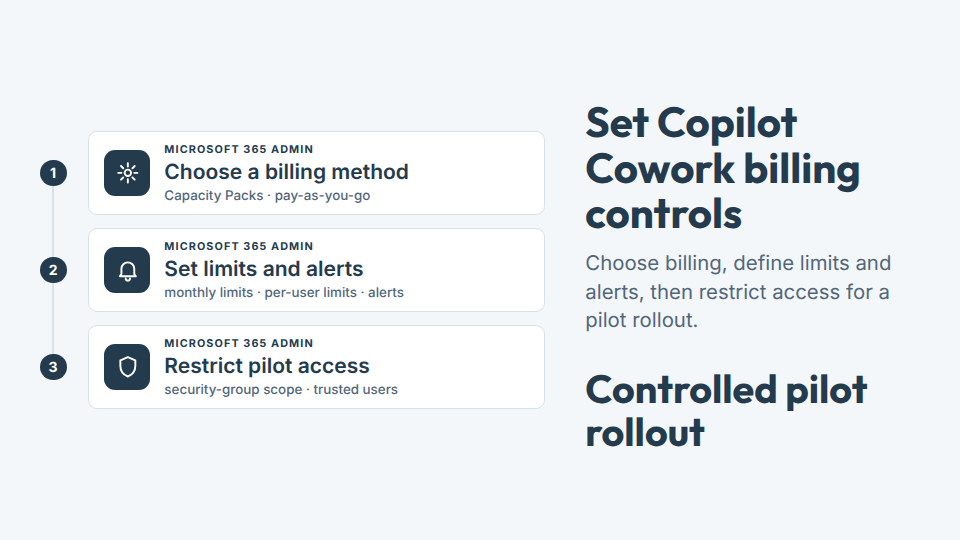 1
MICROSOFT 365 ADMIN
Choose a billing method
Capacity Packs · pay-as-you-go
2
MICROSOFT 365 ADMIN
Set limits and alerts
monthly limits · per-user limits · alerts
3
MICROSOFT 365 ADMIN
Restrict pilot access
security-group scope · trusted users
Set Copilot
Cowork billing
controls
Choose billing, define limits and
alerts, then restrict access for a
pilot rollout.
Controlled pilot
rollout